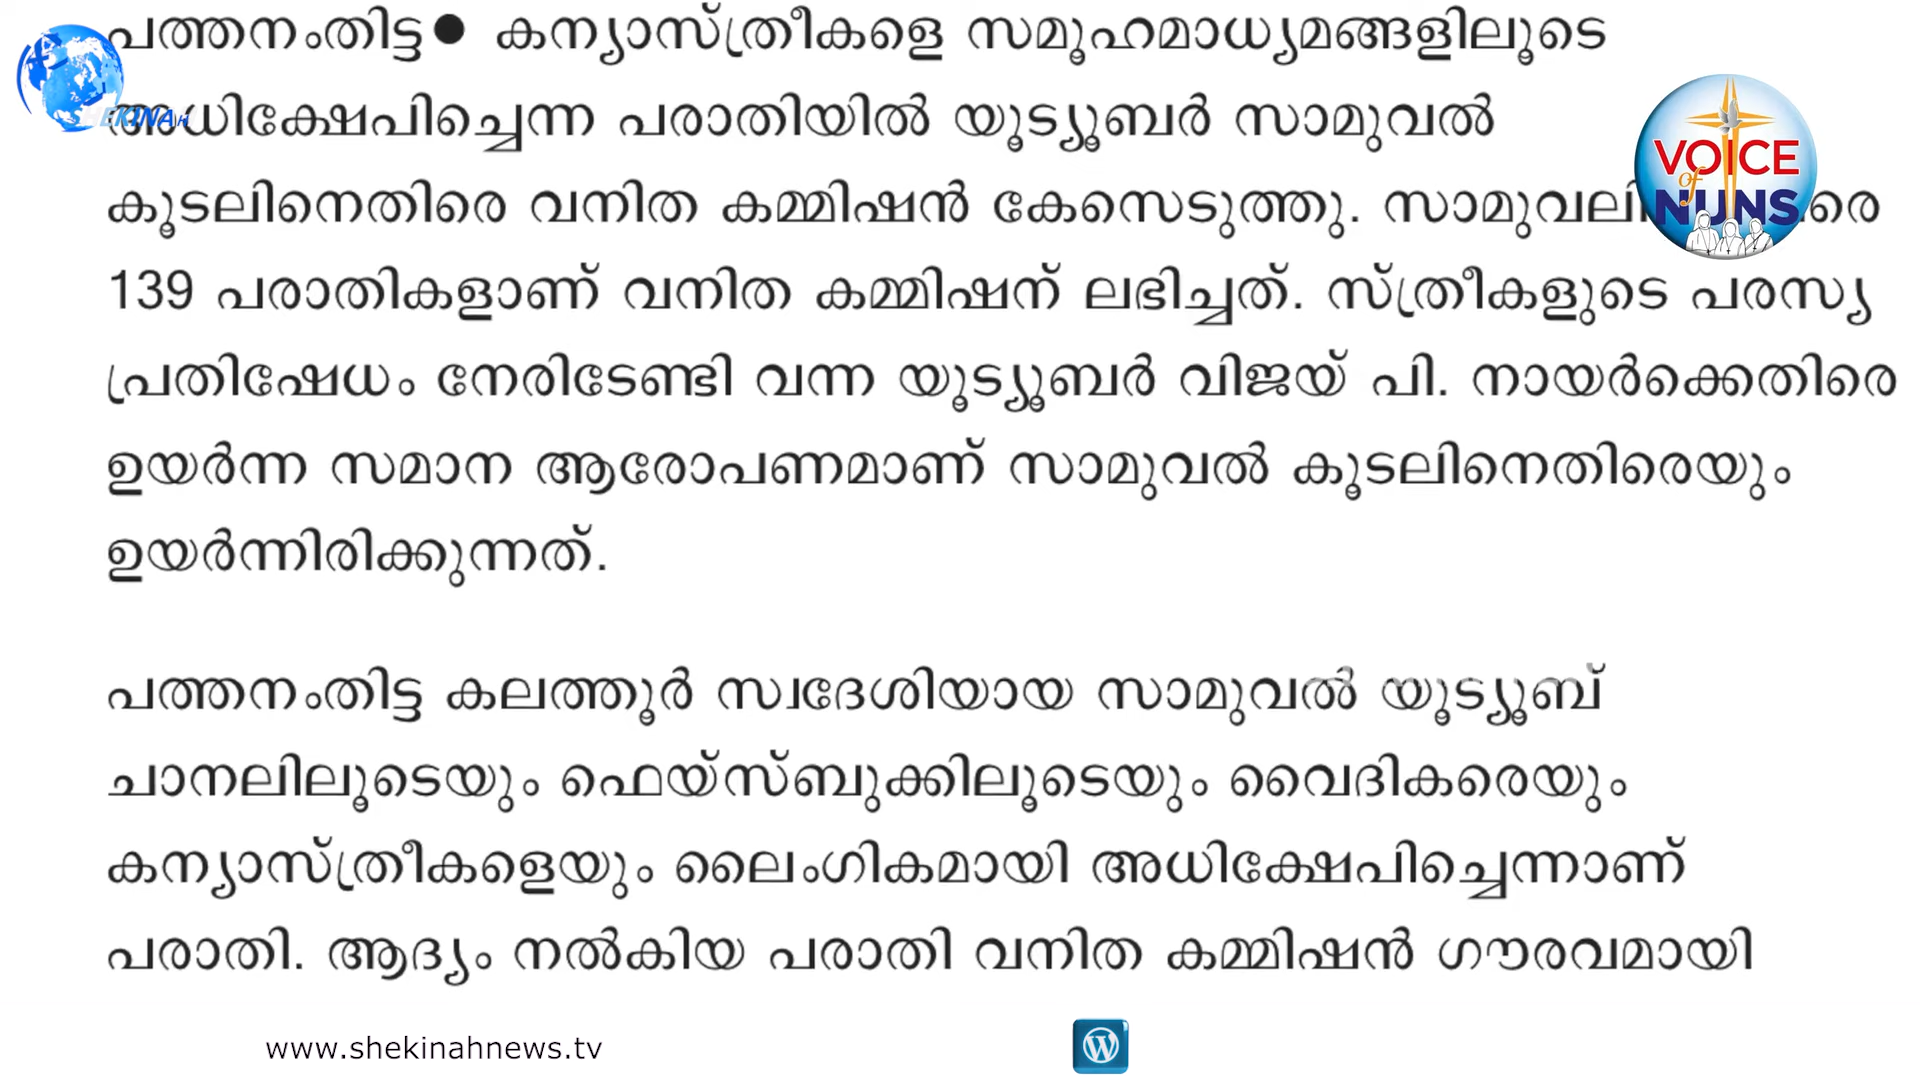 പത്തനംതിട്ട● കന്യാസ്ത്രീകളെ സമൂഹമാധ്യമങ്ങളിലൂടെ
അധിക്ഷേപിച്ചെന്ന പരാതിയിൽ യൂട്യൂബർ സാമുവൽ
കൂടലിനെതിരെ വനിത കമ്മിഷൻ കേസെടുത്തു.
139 പരാതികളാണ് വനിത കമ്മിഷന് ലഭിച്ചത്. സ്ത്രീകളുടെ പരസ്യ
പ്രതിഷേധം നേരിടേണ്ടി വന്ന യൂട്യൂബർ വിജയ് പി. നായർക്കെതിരെ
ഉയർന്ന സമാന ആരോപണമാണ് സാമുവൽ കൂടലിനെതിരെയും
ഉയർന്നിരിക്കുന്നത്.
പത്തനംതിട്ട കലത്തൂർ സ്വദേശിയായ സാമുവൽ യൂട്യൂബ്
ചാനലിലൂടെയും ഫെയ്സ്ബുക്കിലൂടെയും വൈദികരെയും
കന്യാസ്ത്രീകളെയും ലൈംഗികമായി അധിക്ഷേപിച്ചെന്നാണ്
പരാതി. ആദ്യം നൽകിയ പരാതി വനിത കമ്മിഷൻ ഗൗരവമായി
VOICE
of
NUNS
www.shekinahnews.tv